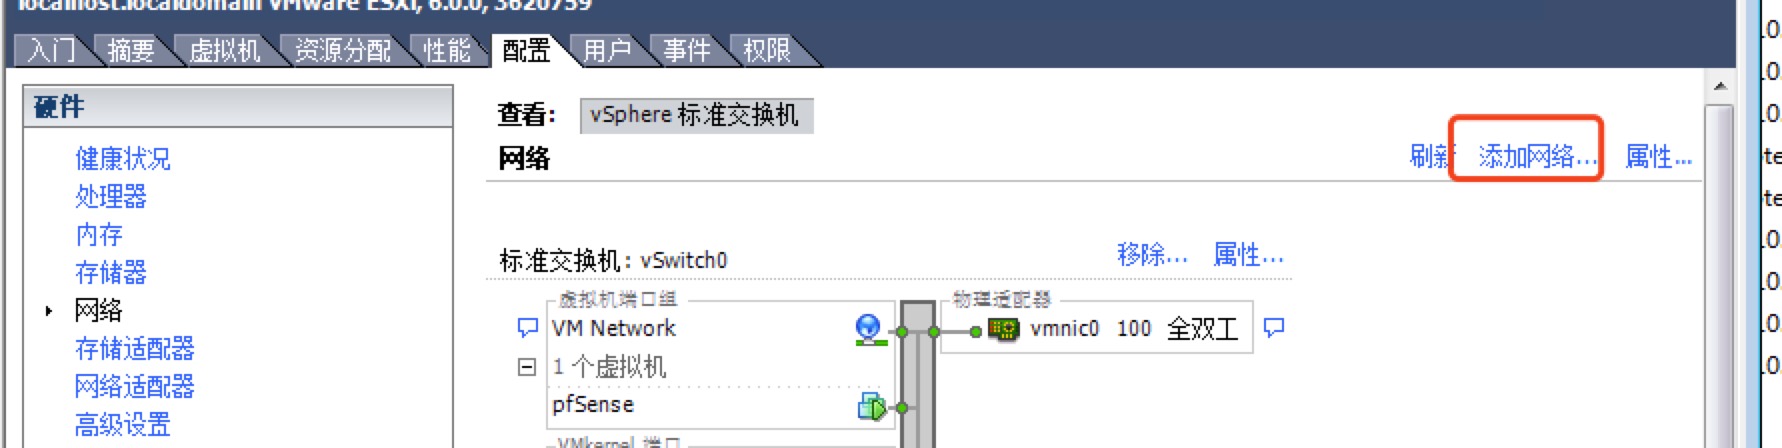 localhost.localdomain VMware ESXi, 6.0.0, 3620759
入门 摘要 虚拟机 资源分配 性能 配置 用户 事件 权限
硬件
健康状况
处理器
内存
存储器
网络
存储适配器
网络适配器
高级设置
查看: vSphere 标准交换机
网络
刷新 添加网络... 属性...
标准交换机: vSwitch0 移除... 属性...
虚拟机端口组 物理适配器
VM Network vmnic0 100 全双工
1 个虚拟机
pfSense
VMkernel 端口